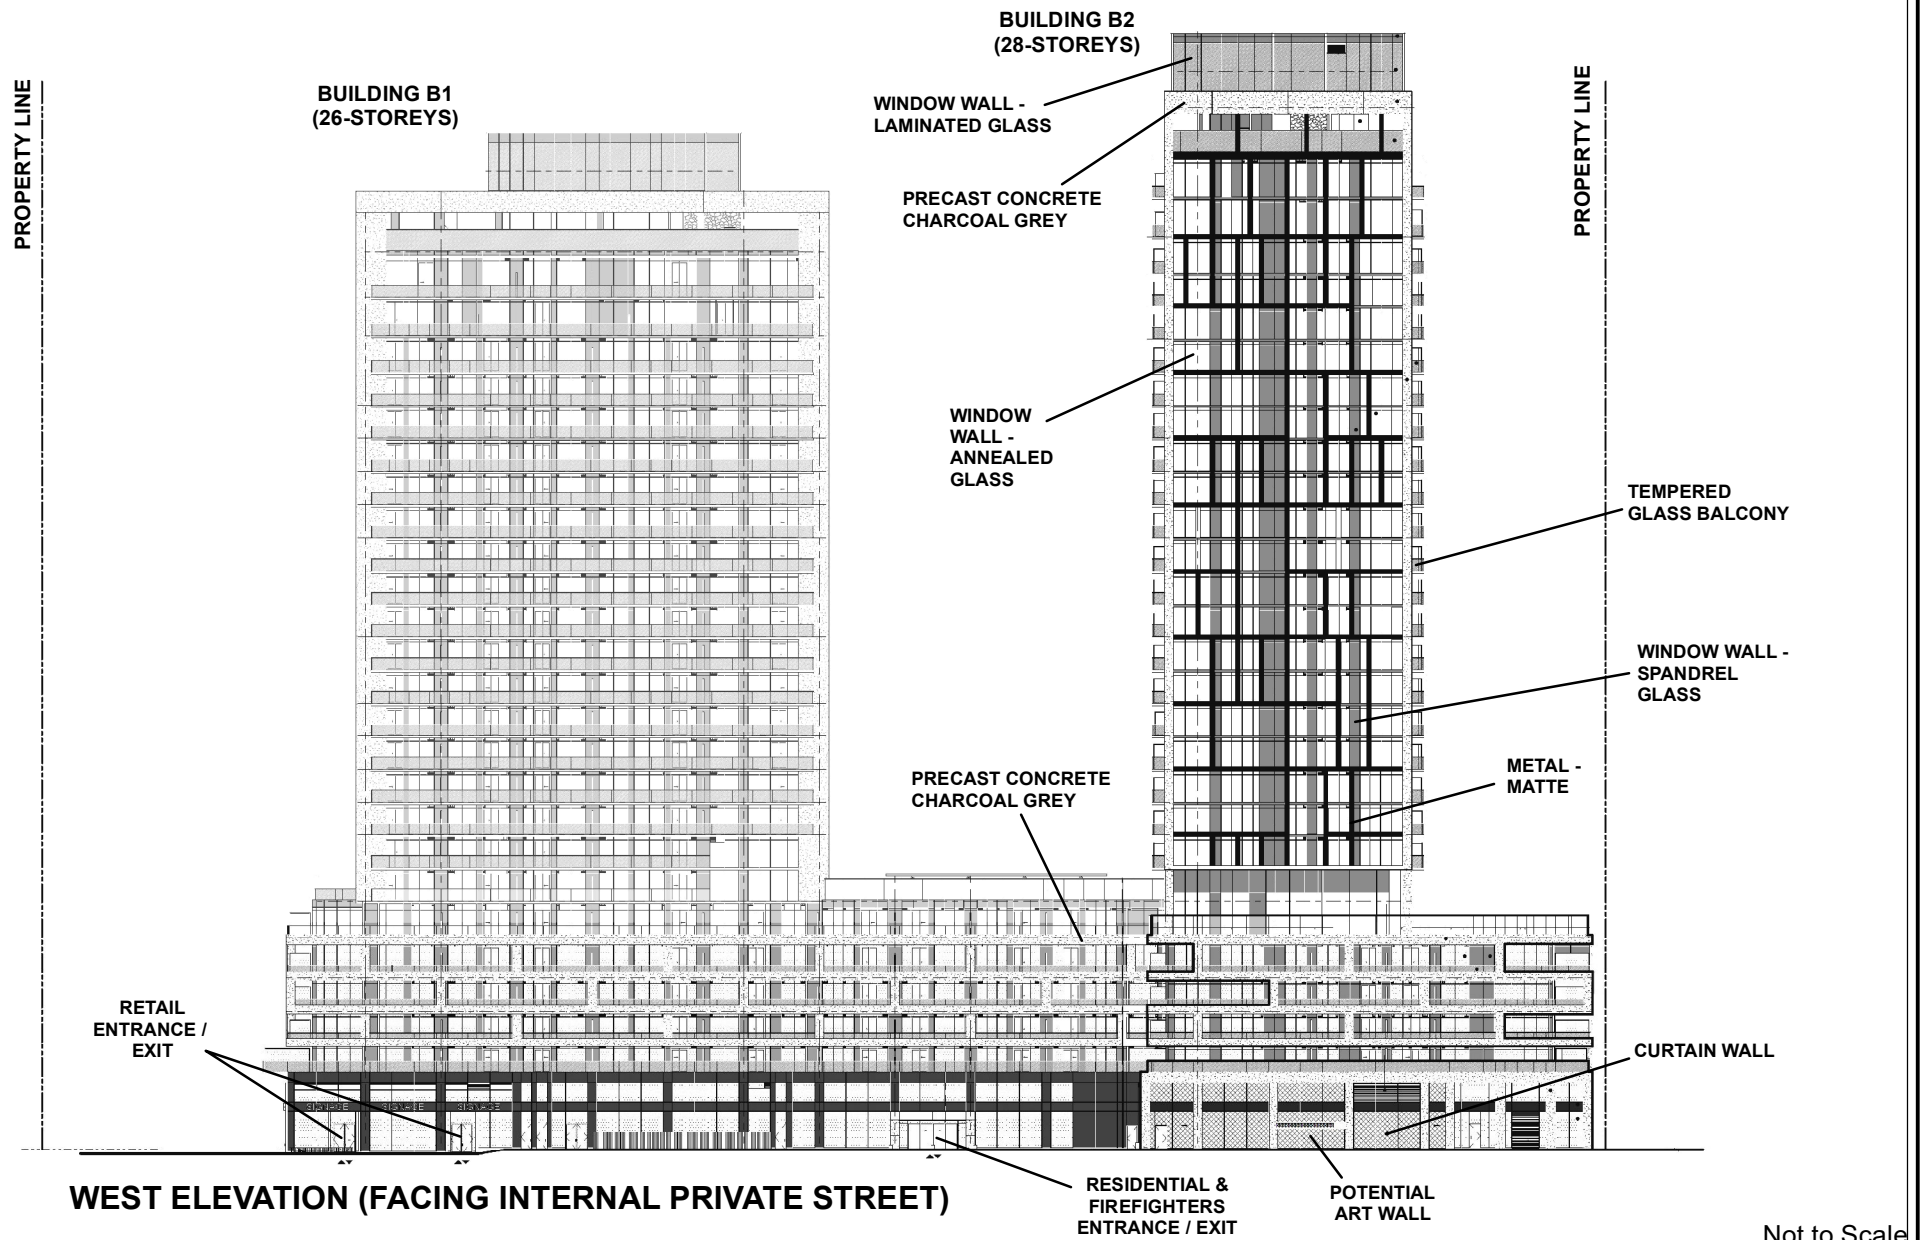 BUILDING B2
(28-STOREYS)
BUILDING B1
(26-STOREYS)
PROPERTY LINE
PROPERTY LINE
WINDOW WALL -
LAMINATED GLASS
PRECAST CONCRETE
CHARCOAL GREY
WINDOW
WALL -
ANNEALED
GLASS
TEMPERED
GLASS BALCONY
WINDOW WALL -
SPANDREL
GLASS
METAL -
MATTE
PRECAST CONCRETE
CHARCOAL GREY
RETAIL
ENTRANCE /
EXIT
CURTAIN WALL
SIGNAGE
SIGNAGE
SIGNAGE
WEST ELEVATION (FACING INTERNAL PRIVATE STREET)
RESIDENTIAL &
FIREFIGHTERS
ENTRANCE / EXIT
POTENTIAL
ART WALL
Not to Scale